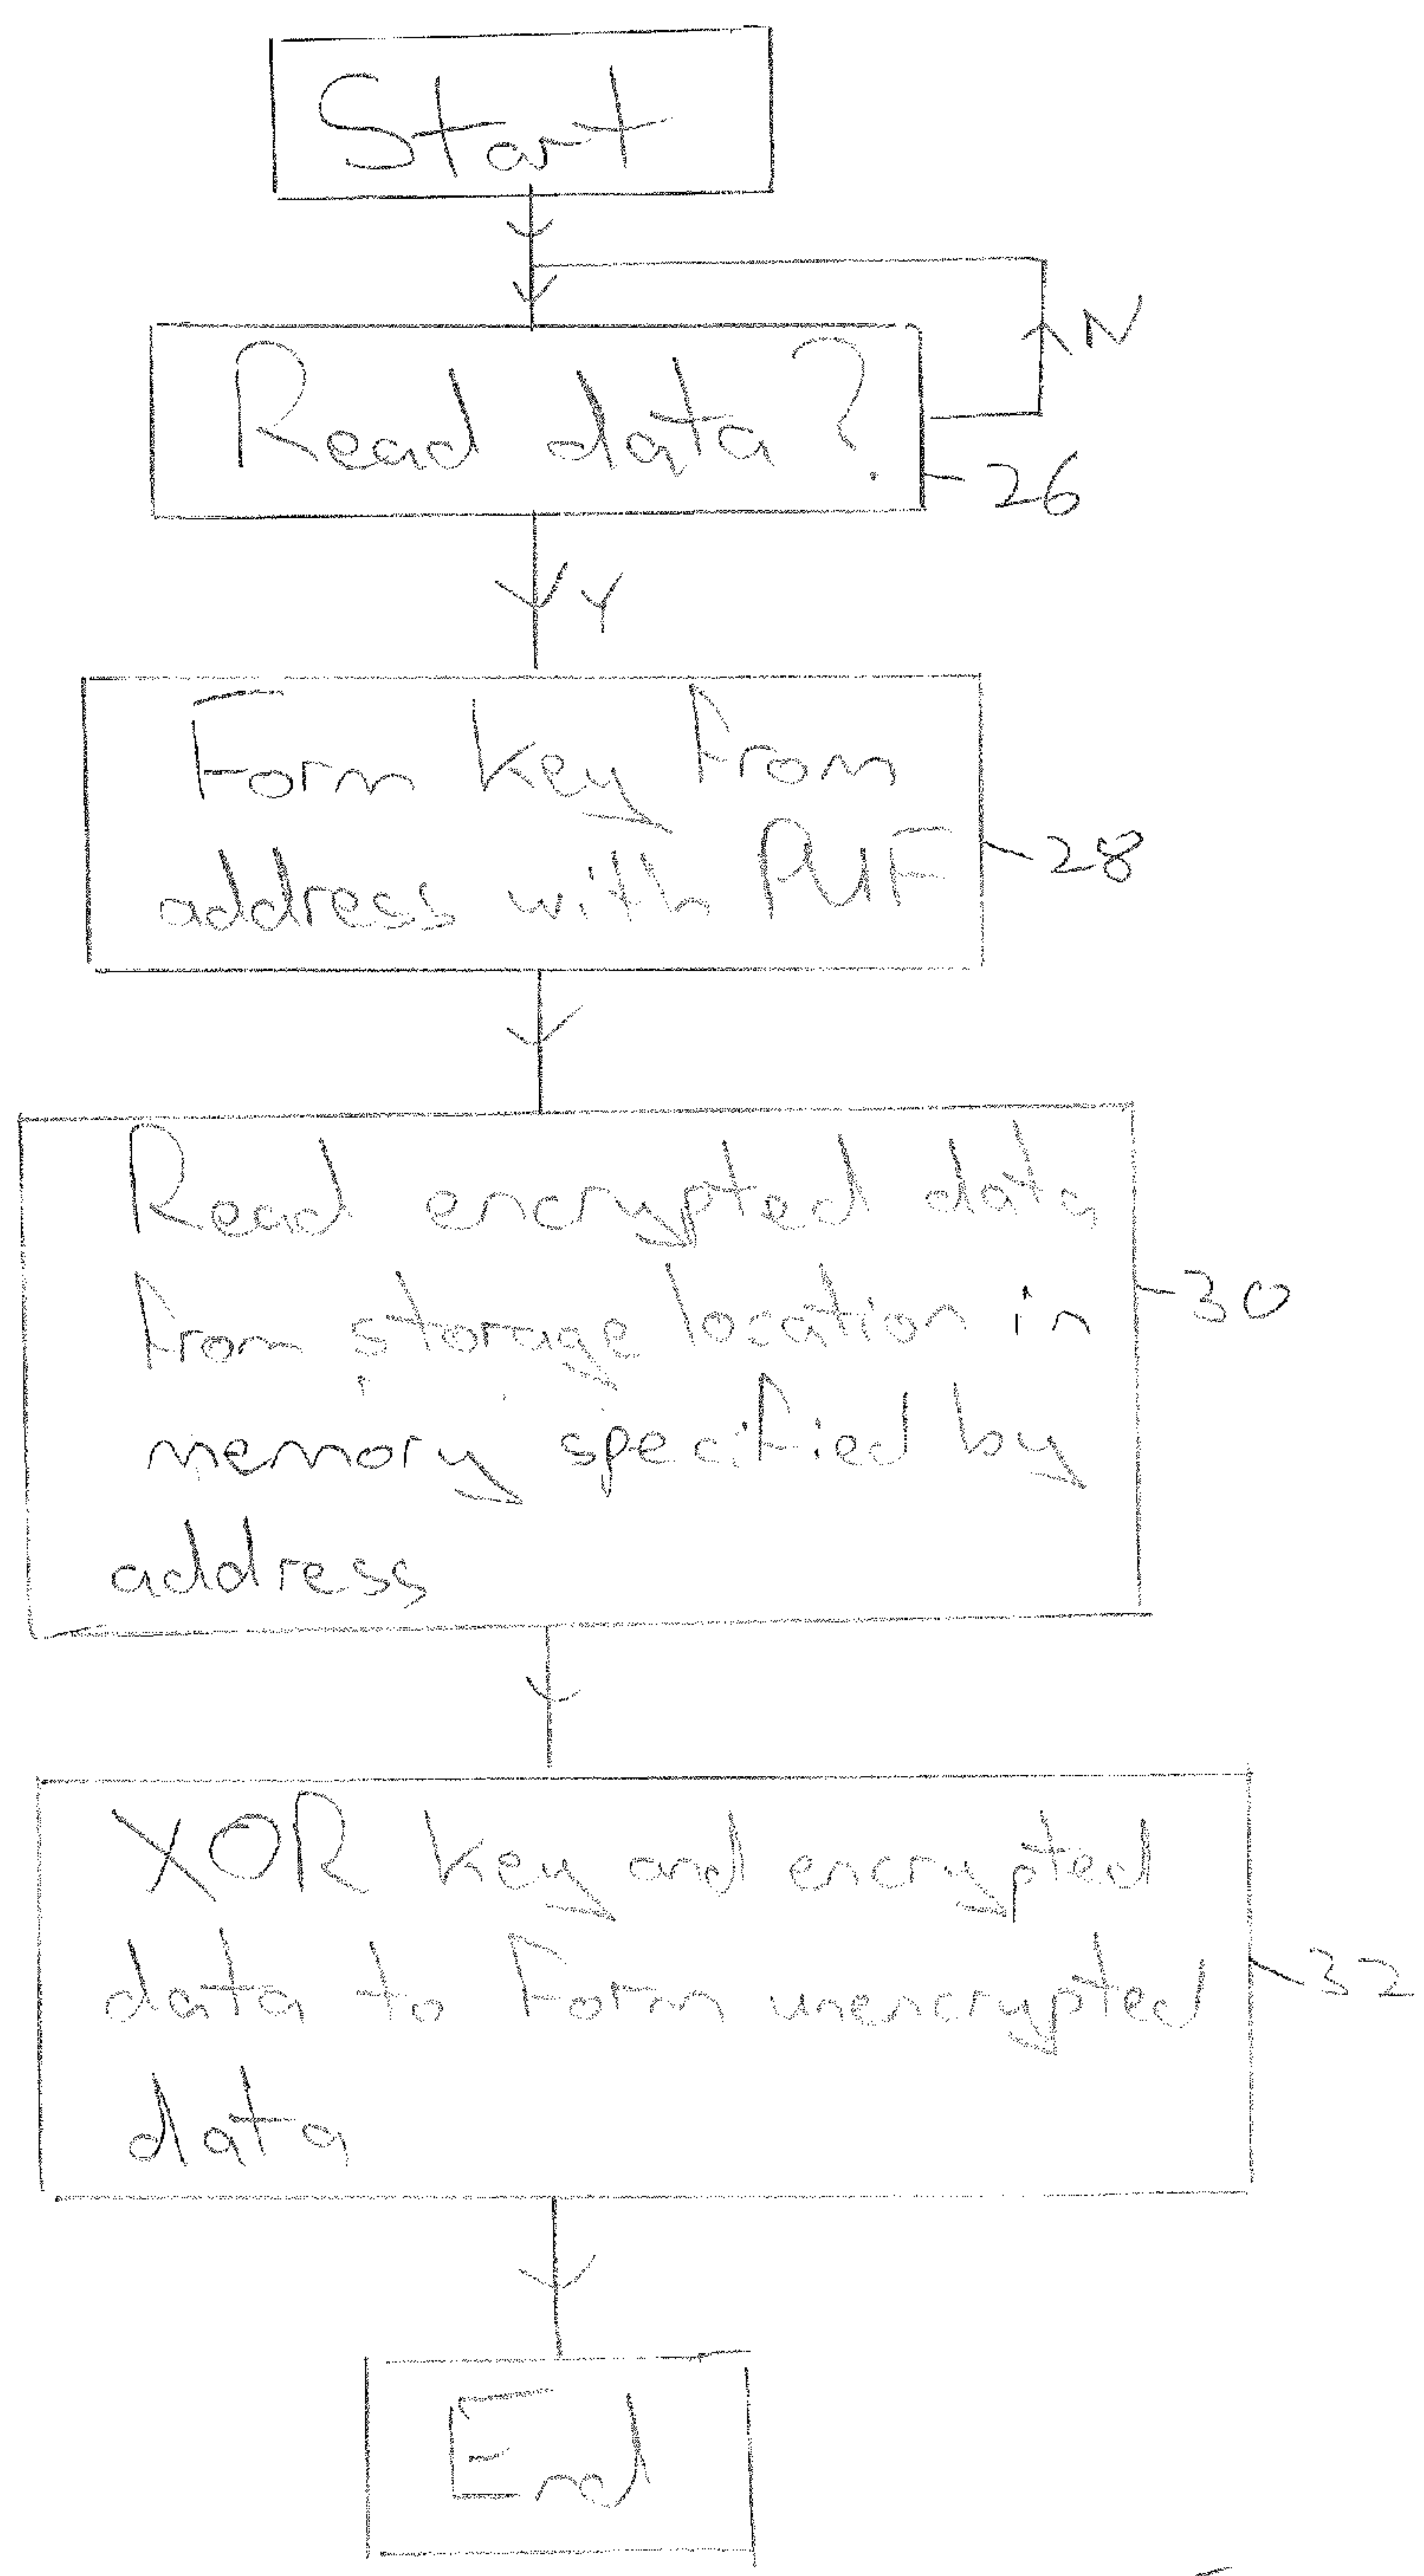 Start
N
Read data?
26
Y
Form key from
address with PUF
28
Read encrypted data
from storage location in
30
memory specified by
address
XOR key and encrypted
data to form unencrypted
32
data
End